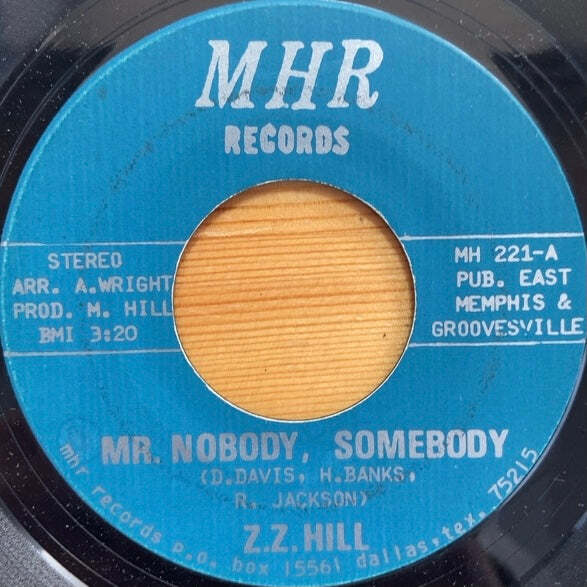 MHR
RECORDS
STEREO
ARR. A.WRIGHT
PROD. M. HILL
BMI 3:20
MH 221-A
PUB. EAST
MEMPHIS &
GROOVESVILLE
MR. NOBODY, SOMEBODY
(D.DAVIS, H.BANKS,
R. JACKSON)
Z.Z. HILL
mhr records p.o. box 15561 dallas, tex. 75215